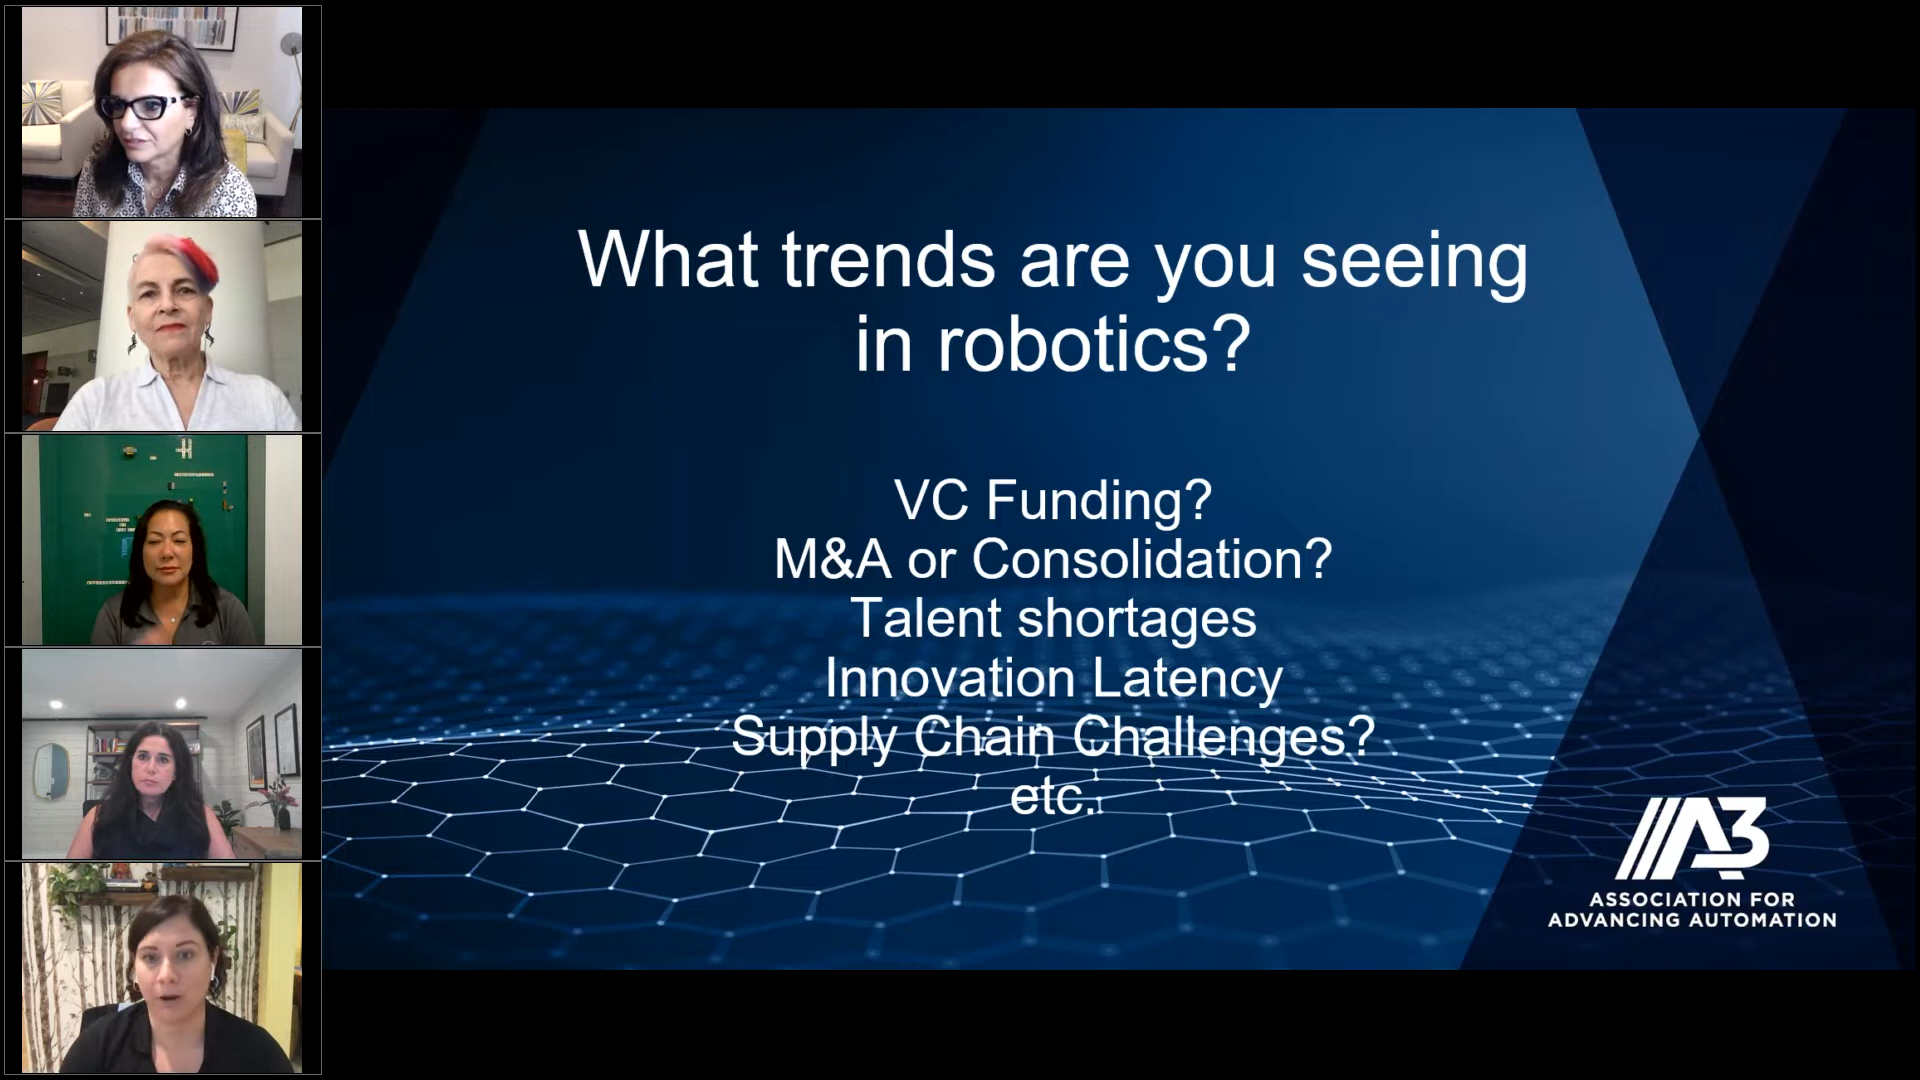 What trends are you seeing
in robotics?
VC Funding?
M&A or Consolidation?
Talent shortages
Innovation Latency
Supply Chain Challenges?
etc.
A3
ASSOCIATION FOR
ADVANCING AUTOMATION